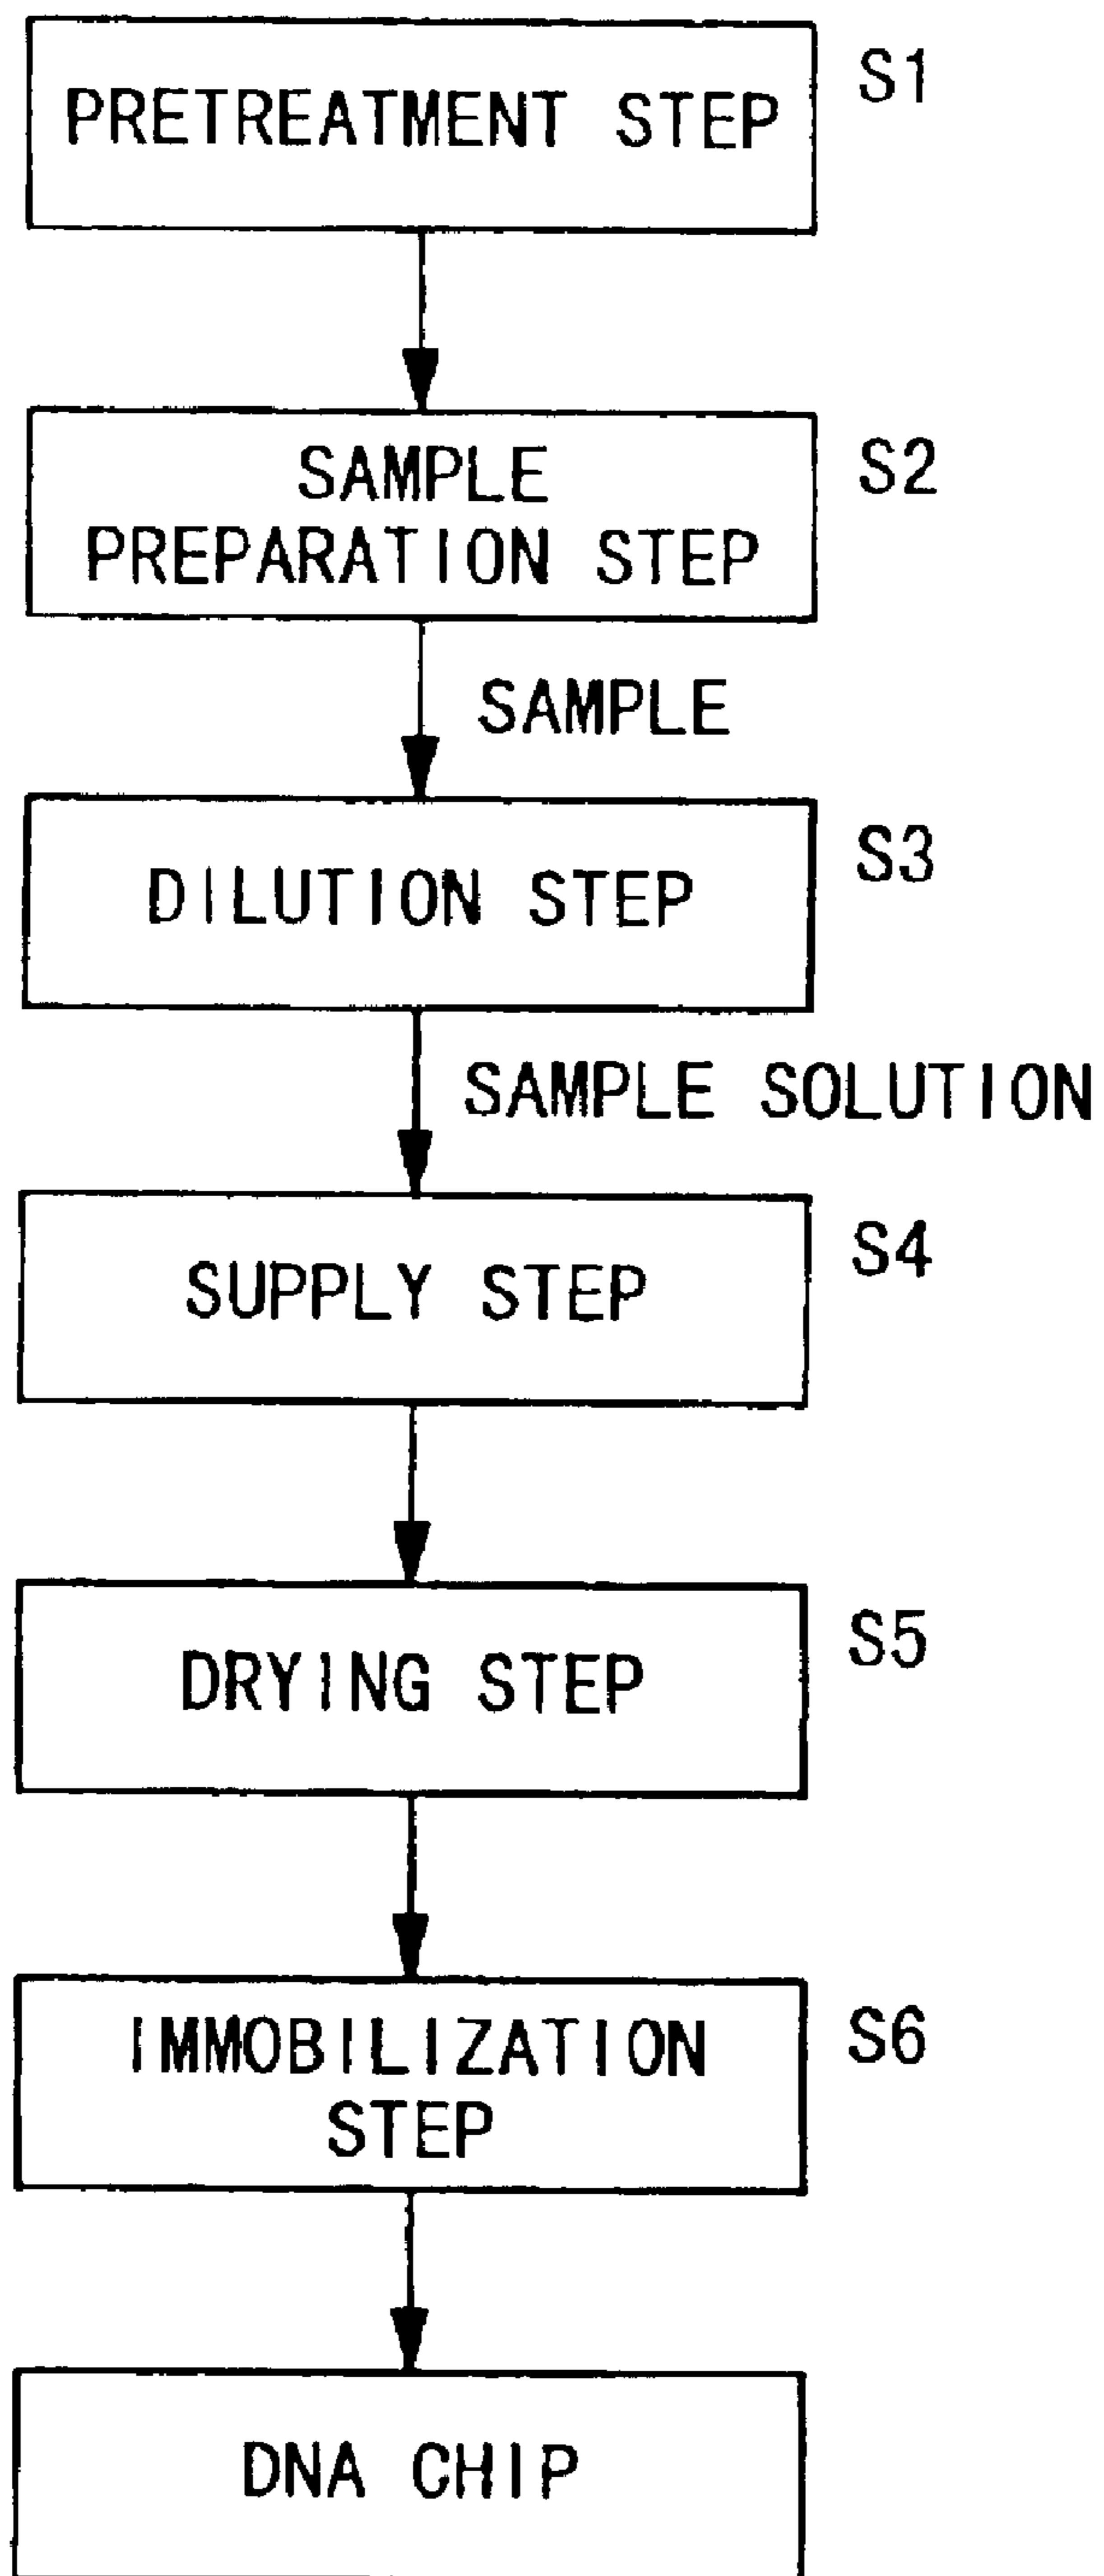 PRETREATMENT STEP
S1
SAMPLE
PREPARATION STEP
S2
SAMPLE
DILUTION STEP
S3
SAMPLE SOLUTION
SUPPLY STEP
S4
DRYING STEP
S5
IMMOBILIZATION
STEP
S6
DNA CHIP